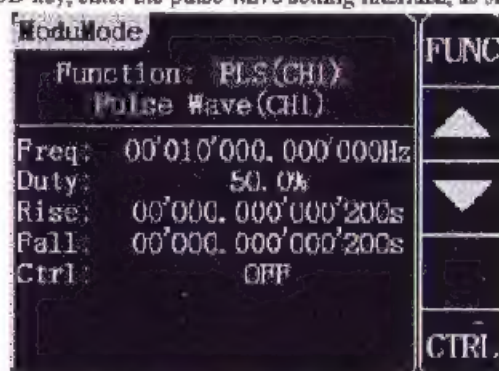 key, enter the pulse wave setting interface, as
ModuMode
FUNC
Function: PLS(CH1)
Pulse Wave(CH1)
Freq: 00'010'000.000'000Hz
Duty: 50.0%
Rise: 00'000.000'000'200s
Fall: 00'000.000'000'200s
Ctrl: OFF
CTRL